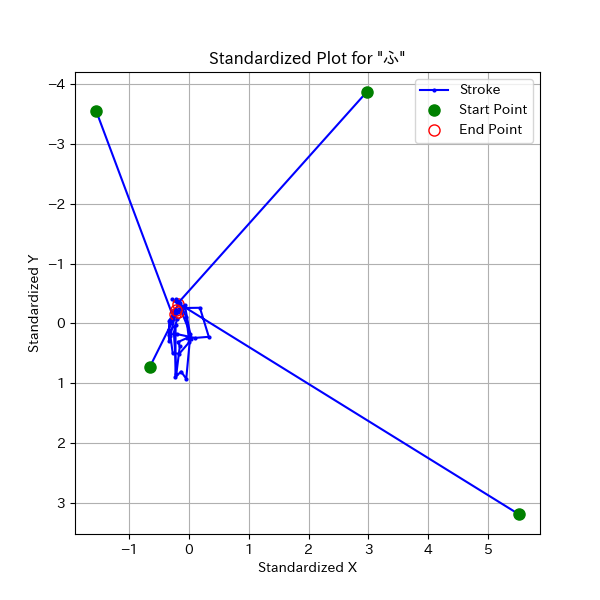 Standardized Plot for "ふ"
Stroke
Start Point
End Point
Standardized Y
−4
−3
−2
−1
0
1
2
3
−1
0
1
2
3
4
5
Standardized X